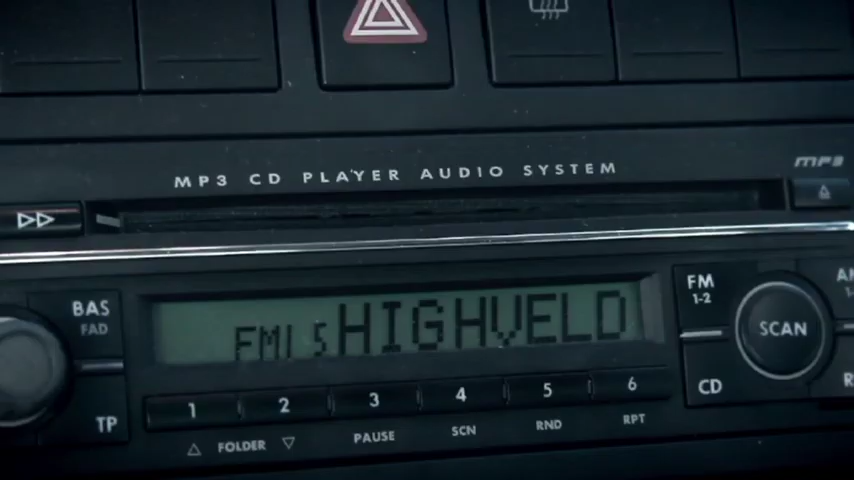 MP3 CD PLAYER AUDIO SYSTEM
MP3
BAS
FAD
FM1 5 HIGHVELD
FM
1-2
SCAN
TP
1 2 3 4 5 6
CD
FOLDER PAUSE SCN RND RPT